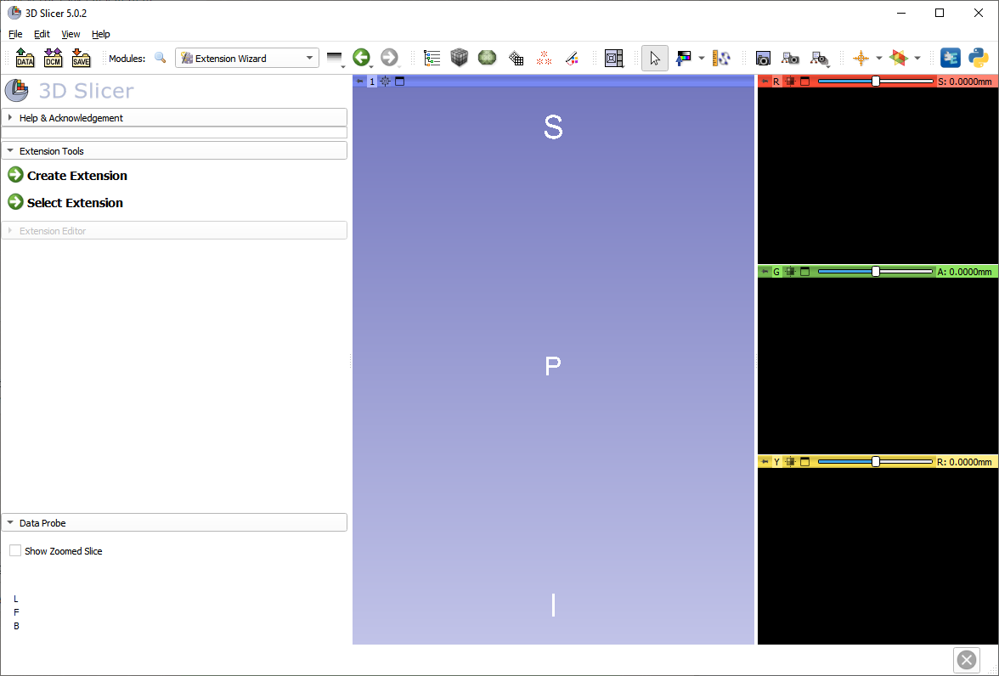 3D Slicer 5.0.2
File Edit View Help
DATA DCM SAVE Modules: Extension Wizard
3D Slicer
Help & Acknowledgement
Extension Tools
Create Extension
Select Extension
Extension Editor
Data Probe
Show Zoomed Slice
L
F
B
1
S
P
I
R S: 0.0000mm
G A: 0.0000mm
Y R: 0.0000mm